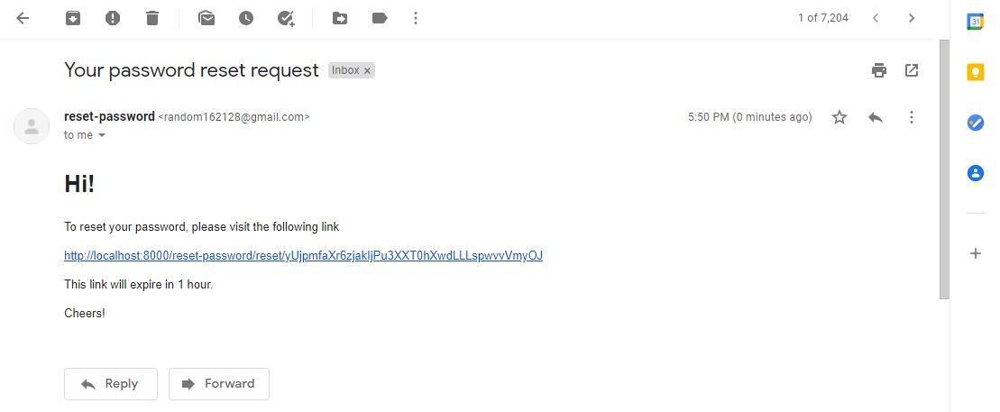 1 of 7,204
31
Your password reset request Inbox ×
reset-password <random162128@gmail.com>
5:50 PM (0 minutes ago)
to me
Hi!
To reset your password, please visit the following link
http://localhost:8000/reset-password/reset/yUjpmfaXr6zjakljPu3XXT0hXwdLLLspwvvVmyOJ
This link will expire in 1 hour.
Cheers!
Reply
Forward